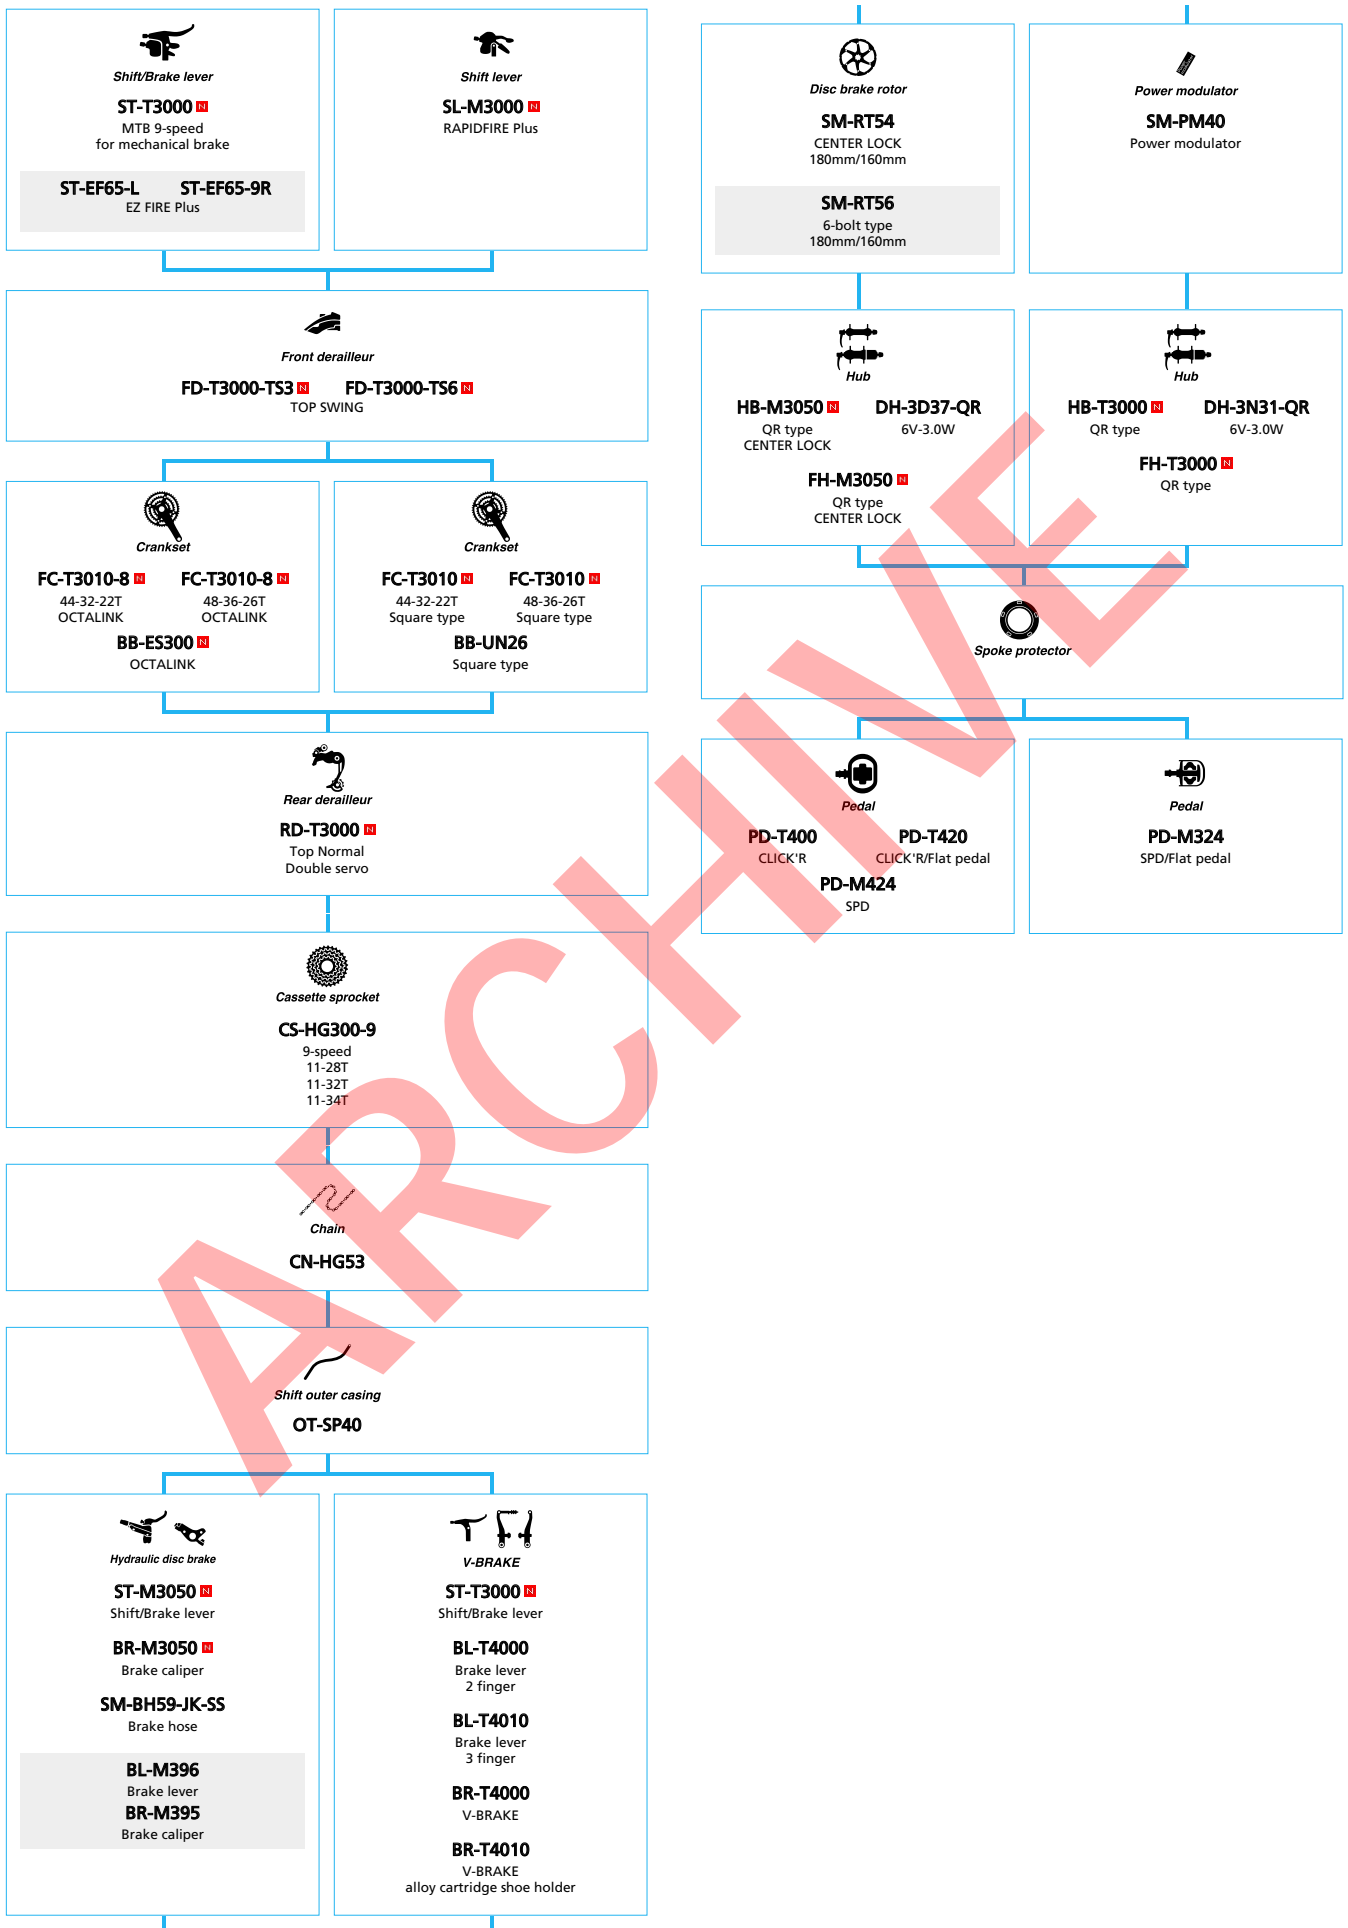 Shift/Brake lever
ST-T3000 N
MTB 9-speed
for mechanical brake
ST-EF65-L ST-EF65-9R
EZ FIRE Plus
Shift lever
SL-M3000 N
RAPIDFIRE Plus
Front derailleur
FD-T3000-TS3 N FD-T3000-TS6 N
TOP SWING
Crankset
FC-T3010-8 N FC-T3010-8 N
44-32-22T 48-36-26T
OCTALINK OCTALINK
BB-ES300 N
OCTALINK
Crankset
FC-T3010 N FC-T3010 N
44-32-22T 48-36-26T
Square type Square type
BB-UN26
Square type
Rear derailleur
RD-T3000 N
Top Normal
Double servo
Cassette sprocket
CS-HG300-9
9-speed
11-28T
11-32T
11-34T
Chain
CN-HG53
Shift outer casing
OT-SP40
Hydraulic disc brake
ST-M3050 N
Shift/Brake lever
BR-M3050 N
Brake caliper
SM-BH59-JK-SS
Brake hose
BL-M396
Brake lever
BR-M395
Brake caliper
V-BRAKE
ST-T3000 N
Shift/Brake lever
BL-T4000
Brake lever
2 finger
BL-T4010
Brake lever
3 finger
BR-T4000
V-BRAKE
BR-T4010
V-BRAKE
alloy cartridge shoe holder
Disc brake rotor
SM-RT54
CENTER LOCK
180mm/160mm
SM-RT56
6-bolt type
180mm/160mm
Power modulator
SM-PM40
Power modulator
Hub
HB-M3050 N DH-3D37-QR
QR type 6V-3.0W
CENTER LOCK
FH-M3050 N
QR type
CENTER LOCK
Hub
HB-T3000 N DH-3N31-QR
QR type 6V-3.0W
FH-T3000 N
QR type
Spoke protector
Pedal
PD-T400 PD-T420
CLICK'R CLICK'R/Flat pedal
PD-M424
SPD
Pedal
PD-M324
SPD/Flat pedal
ARCHIVE